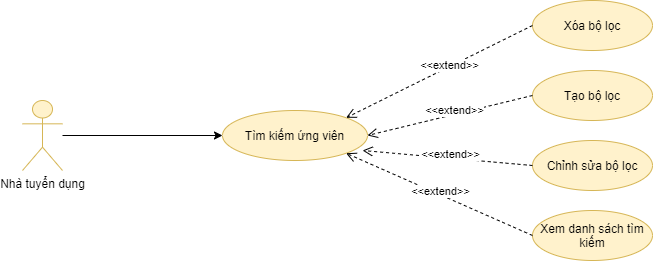 Xóa bộ lọc
<<extend>>
Tạo bộ lọc
<<extend>>
Tìm kiếm ứng viên
<<extend>>
Chỉnh sửa bộ lọc
Nhà tuyển dụng
<<extend>>
Xem danh sách tìm
kiếm